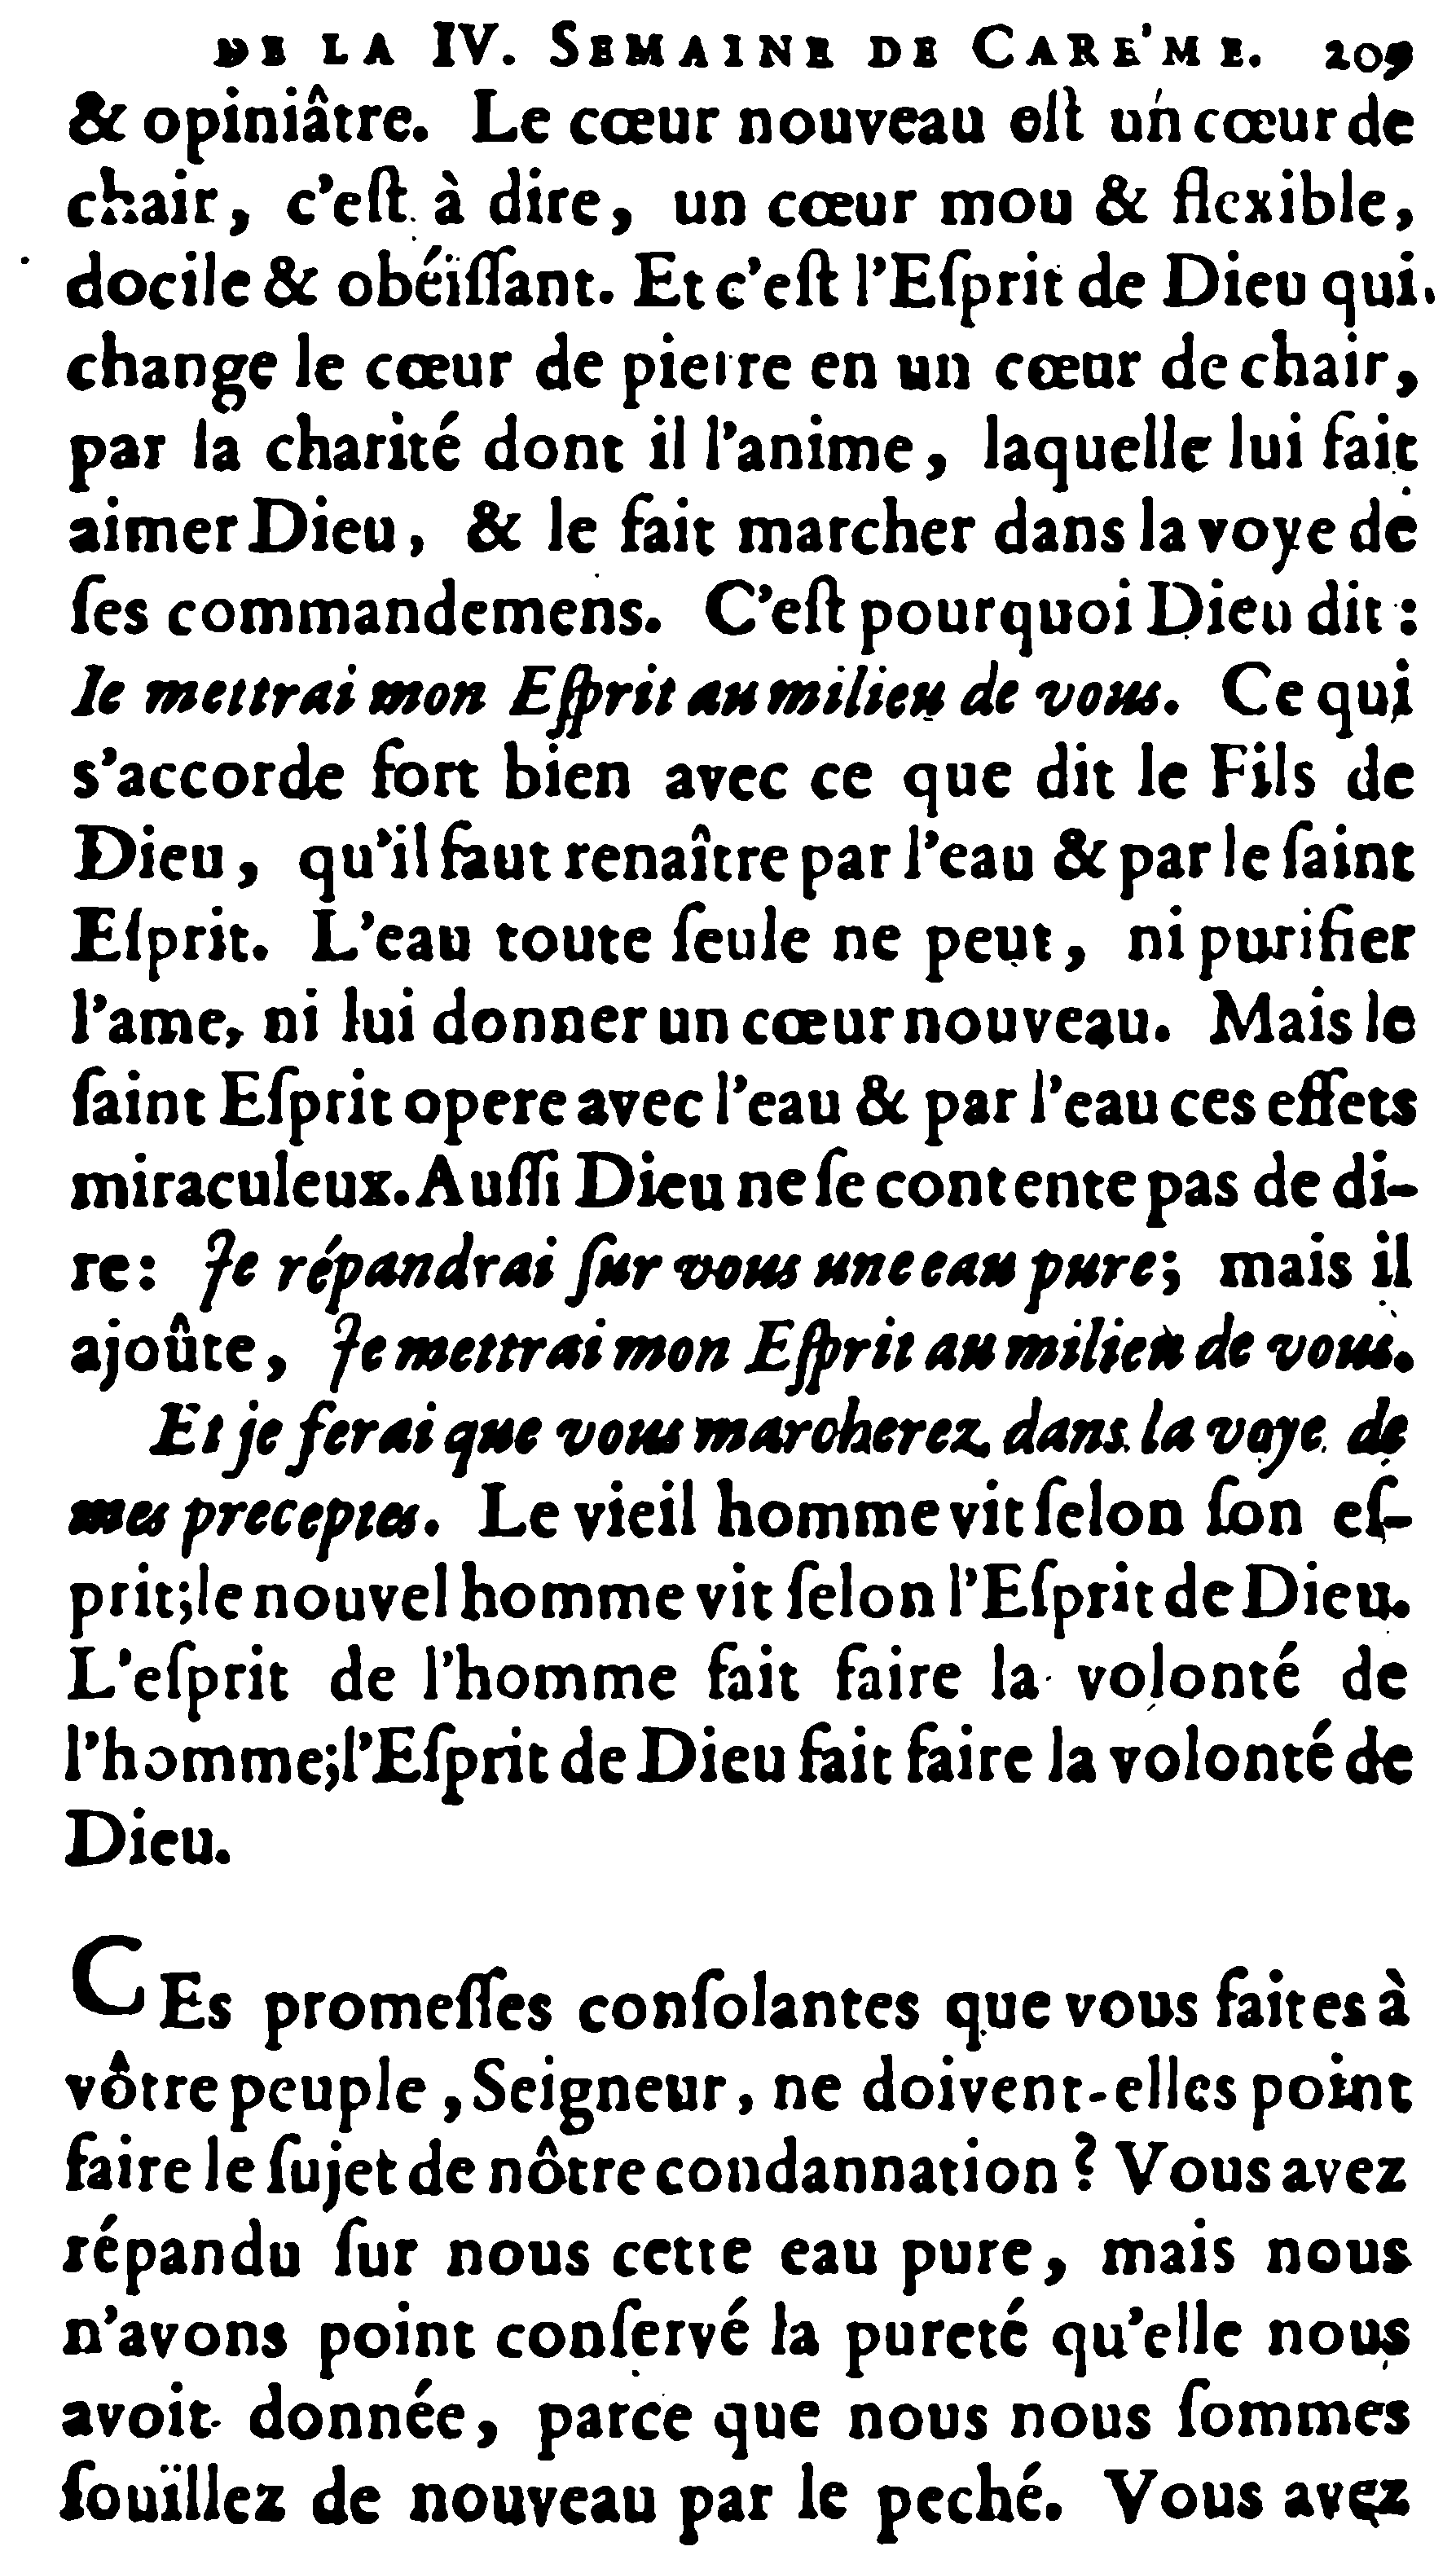 DE LA IV. SEMAINE DE CARE'ME. 209
& opiniâtre. Le cœur nouveau est un cœur de
chair, c'eſt à dire, un cœur mou & flexible,
docile & obéiſſant. Et c'eſt l'Eſprit de Dieu qui
change le cœur de pierre en un cœur de chair,
par la charité dont il l'anime, laquelle lui fait
aimer Dieu, & le fait marcher dans la voye de
ſes commandemens. C'eſt pourquoi Dieu dit :
Ie mettrai mon Eſprit au milieu de vous. Ce qui
s'accorde fort bien avec ce que dit le Fils de
Dieu, qu'il faut renaître par l'eau & par le ſaint
Eſprit. L'eau toute ſeule ne peut, ni purifier
l'ame, ni lui donner un cœur nouveau. Mais le
ſaint Eſprit opere avec l'eau & par l'eau ces effets
miraculeux. Auſſi Dieu ne ſe contente pas de di-
re: Je répandrai ſur vous une eau pure; mais il
ajoûte, Je mettrai mon Eſprit au milieu de vous.
Et je ferai que vous marcherez dans la voye de
mes preceptes. Le vieil homme vit ſelon ſon eſ-
prit; le nouvel homme vit ſelon l'Eſprit de Dieu.
L'eſprit de l'homme fait faire la volonté de
l'homme; l'Eſprit de Dieu fait faire la volonté de
Dieu.
CEs promeſſes conſolantes que vous faites à
vôtre peuple, Seigneur, ne doivent-elles point
faire le ſujet de nôtre condannation ? Vous avez
répandu ſur nous cette eau pure, mais nous
n'avons point conſervé la pureté qu'elle nous
avoit donnée, parce que nous nous ſommes
ſouïllez de nouveau par le peché. Vous avez